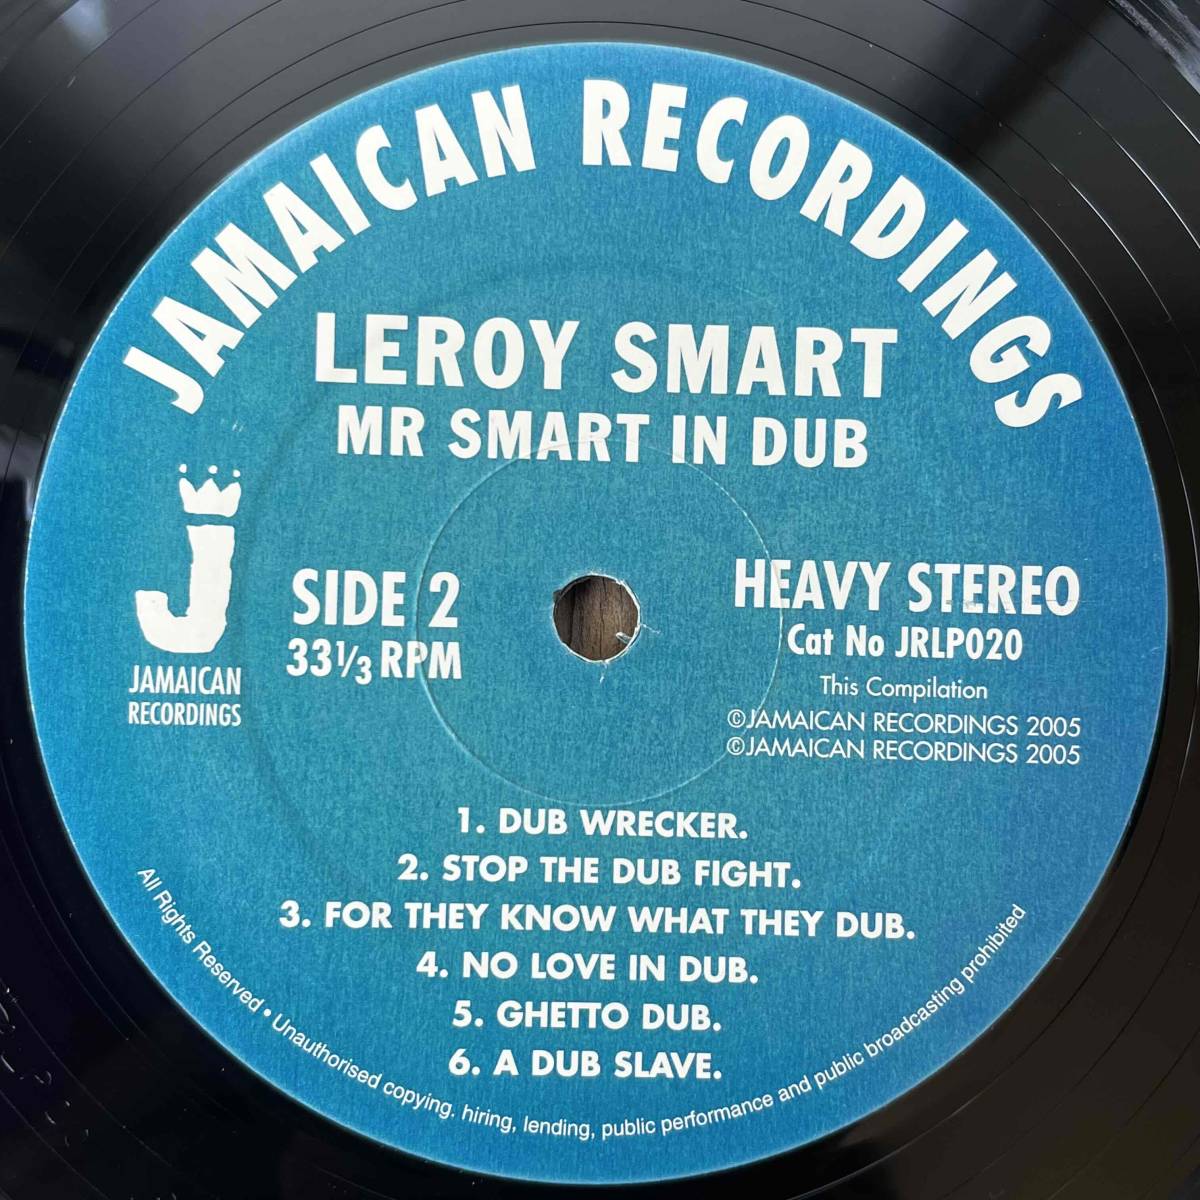 JAMAICAN RECORDINGS
LEROY SMART
MR SMART IN DUB
J
JAMAICAN
RECORDINGS
SIDE 2
33 1/3 RPM
HEAVY STEREO
Cat No JRLP020
This Compilation
©JAMAICAN RECORDINGS 2005
©JAMAICAN RECORDINGS 2005
1. DUB WRECKER.
2. STOP THE DUB FIGHT.
3. FOR THEY KNOW WHAT THEY DUB.
4. NO LOVE IN DUB.
5. GHETTO DUB.
6. A DUB SLAVE.
All Rights Reserved • Unauthorised copying. hiring, lending, public performance and public broadcasting prohibited